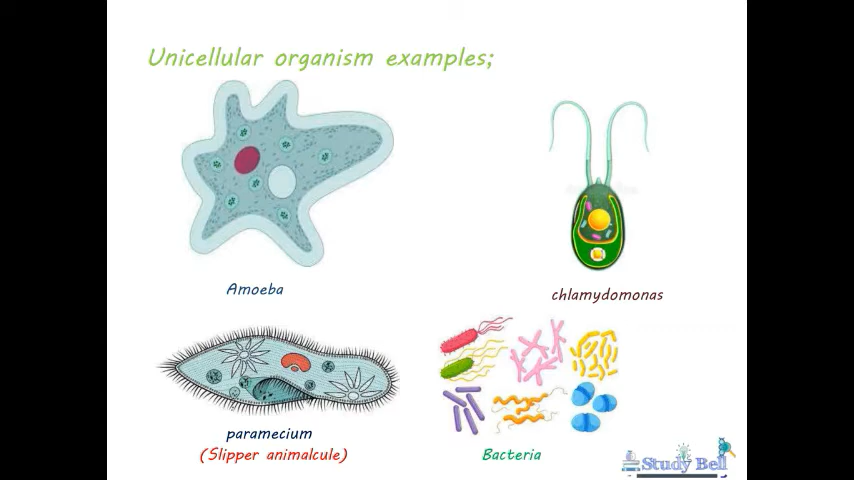 Unicellular organism examples;
Amoeba
chlamydomonas
paramecium
(Slipper animalcule)
Bacteria
Study Bell